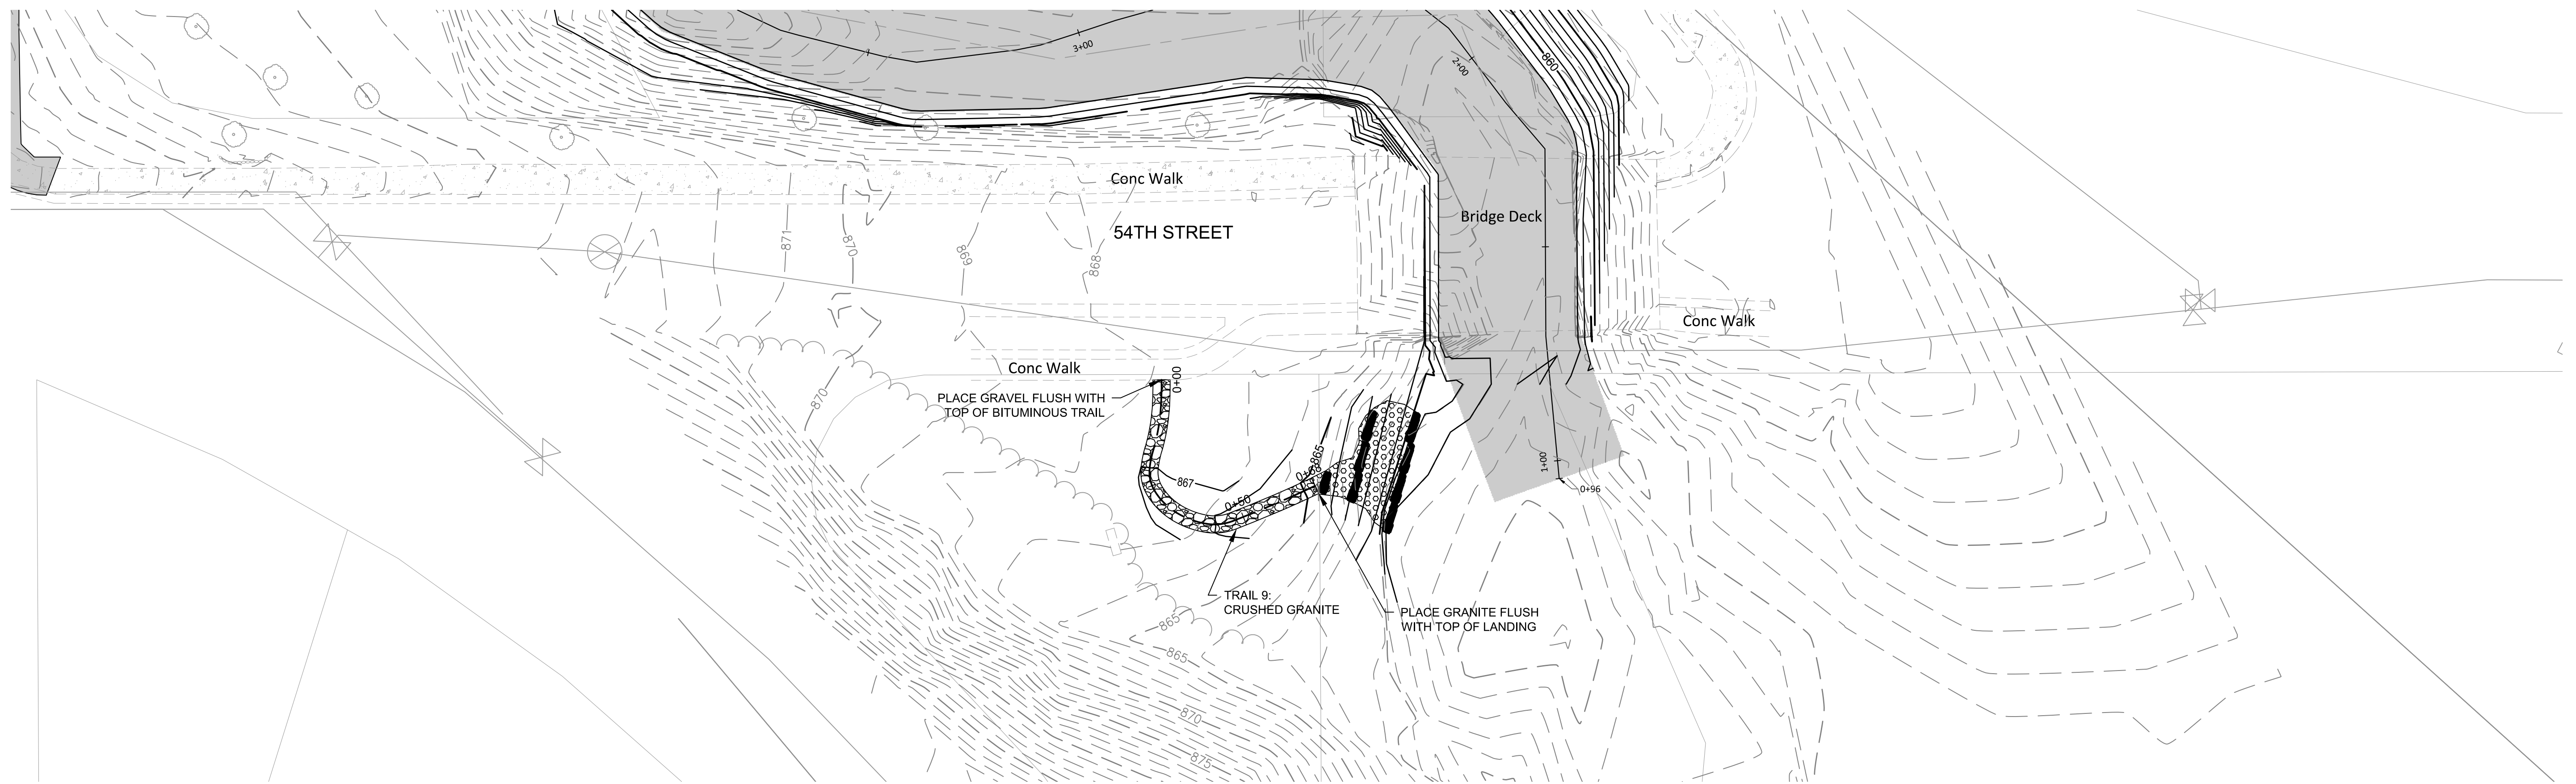 7
3+00
2+00
860
Conc Walk
Bridge Deck
54TH STREET
871
870
869
868
Conc Walk
Conc Walk
0+00
870
PLACE GRAVEL FLUSH WITH
TOP OF BITUMINOUS TRAIL
865
867
0+50
1+00
0+96
TRAIL 9:
CRUSHED GRANITE
PLACE GRANITE FLUSH
WITH TOP OF LANDING
865
865
870
875